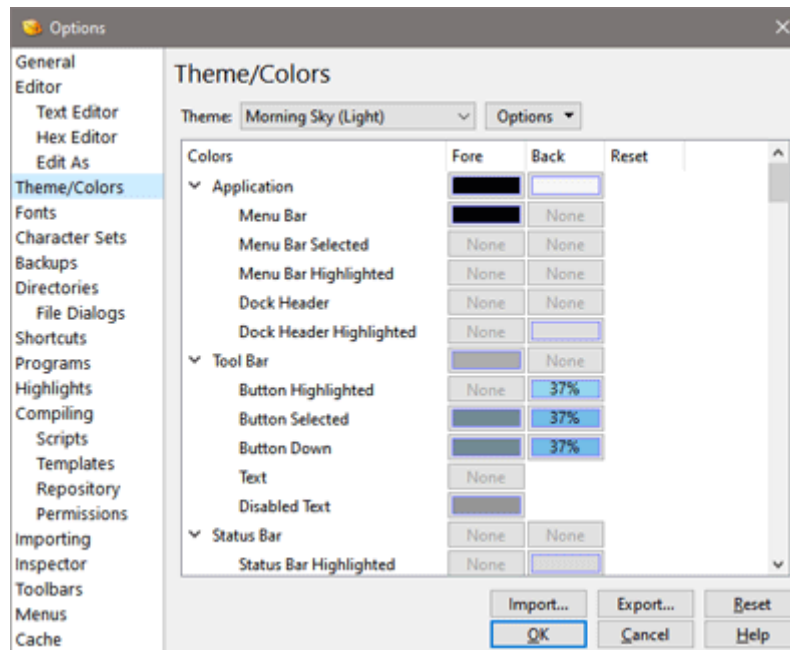 Options
General
Editor
Text Editor
Hex Editor
Edit As
Theme/Colors
Fonts
Character Sets
Backups
Directories
File Dialogs
Shortcuts
Programs
Highlights
Compiling
Scripts
Templates
Repository
Permissions
Importing
Inspector
Toolbars
Menus
Cache
Theme/Colors
Theme: Morning Sky (Light) Options
Colors Fore Back Reset
Application
Menu Bar None
Menu Bar Selected None None
Menu Bar Highlighted None None
Dock Header None None
Dock Header Highlighted None
Tool Bar None
Button Highlighted None 37%
Button Selected 37%
Button Down 37%
Text None
Disabled Text
Status Bar None None
Status Bar Highlighted None
Import... Export... Reset
OK Cancel Help